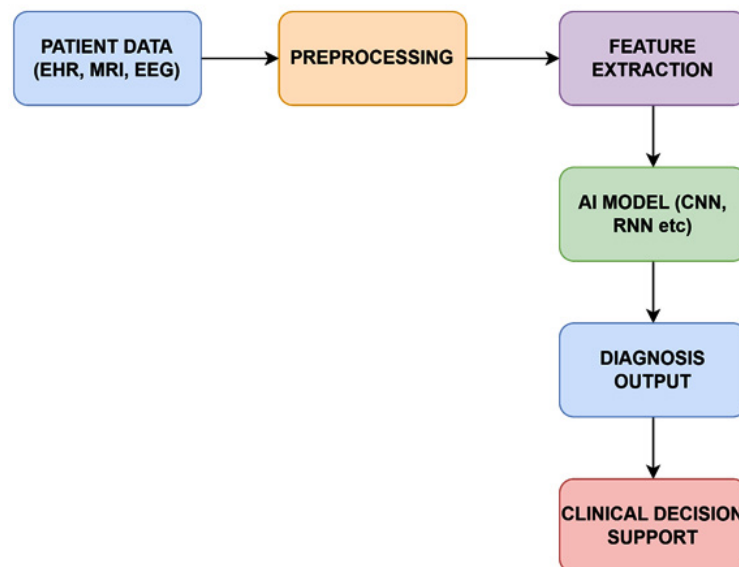 PATIENT DATA
(EHR, MRI, EEG)
PREPROCESSING
FEATURE
EXTRACTION
AI MODEL (CNN,
RNN etc)
DIAGNOSIS
OUTPUT
CLINICAL DECISION
SUPPORT